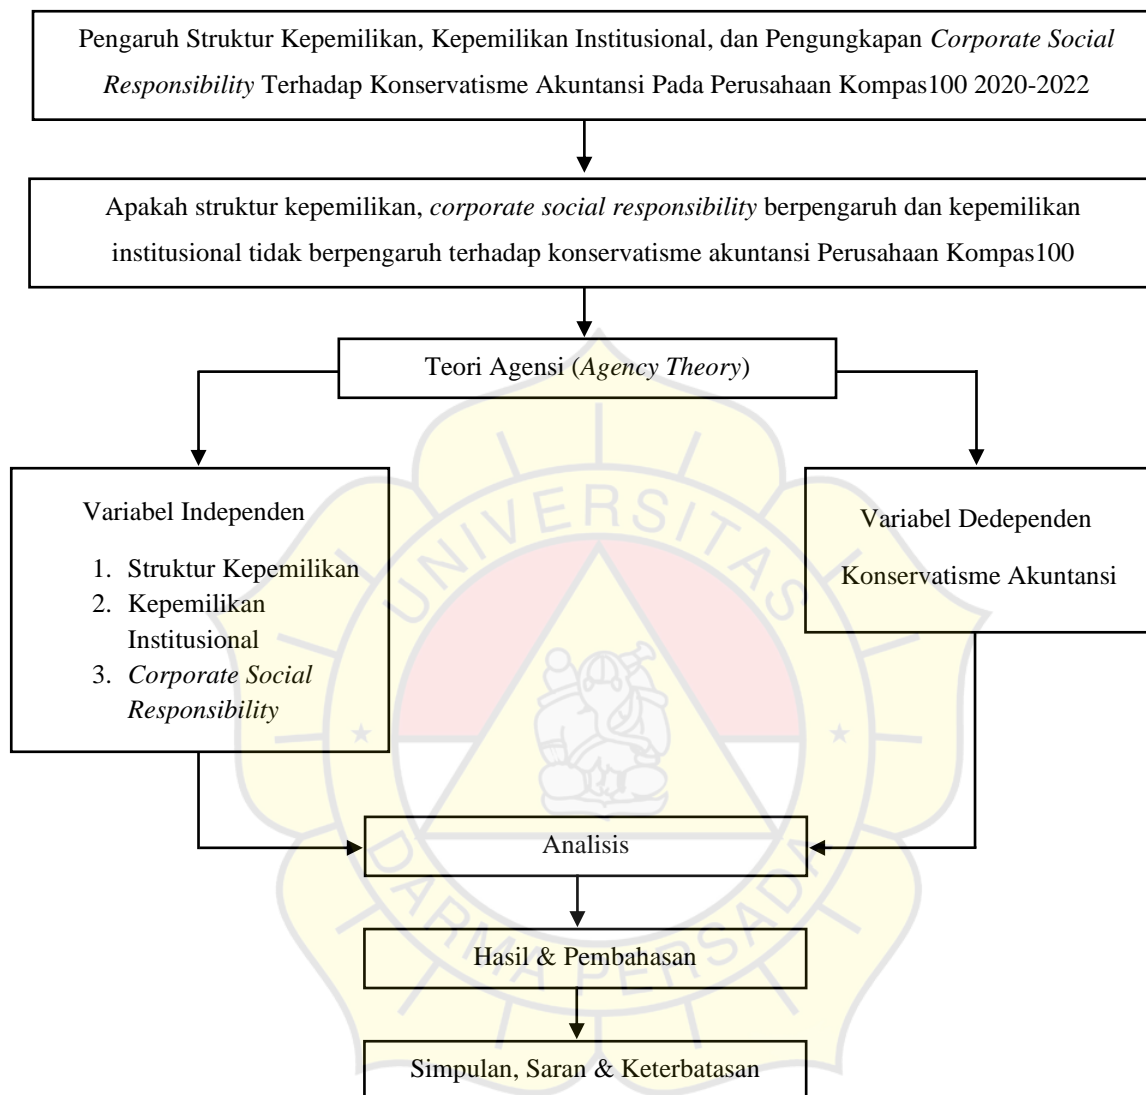 Pengaruh Struktur Kepemilikan, Kepemilikan Institusional, dan Pengungkapan Corporate Social
Responsibility Terhadap Konservatisme Akuntansi Pada Perusahaan Kompas100 2020-2022
Apakah struktur kepemilikan, corporate social responsibility berpengaruh dan kepemilikan
institusional tidak berpengaruh terhadap konservatisme akuntansi Perusahaan Kompas100
Teori Agensi (Agency Theory)
Variabel Independen
1. Struktur Kepemilikan
2. Kepemilikan
Institusional
3. Corporate Social
Responsibility
Variabel Dedependen
Konservatisme Akuntansi
UNIVERSITAS
DARMA PERSADA
Analisis
Hasil & Pembahasan
Simpulan, Saran & Keterbatasan